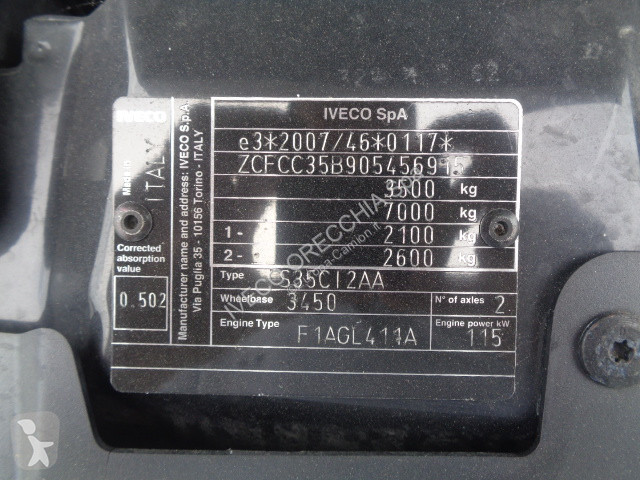 IVECO SpA
e3*2007/46*0117*
3500 kg
7000 kg
1- 2100 kg
2- 2600 kg
Type
Wheelbase 3450 N° of axles 2
Engine Type F1AGL411A Engine power kW 115
IVECO
Made in ITALY
Corrected absorption value
0.502
Manufacturer name and address: IVECO S.p.A
Via Puglia 35 - 10156 Torino - ITALY
IVECO ORECCHIA